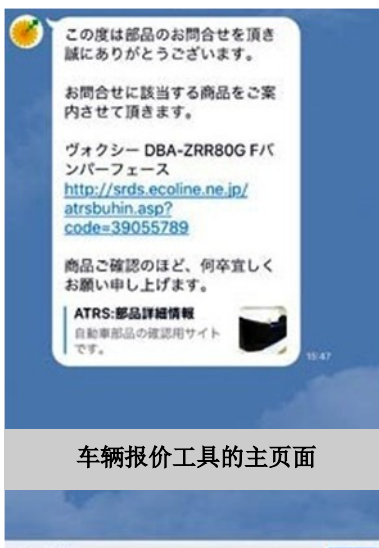 この度は部品のお問合せを頂き
誠にありがとうございます。
お問合せに該当する商品をご案
内させて頂きます。
ヴォクシー DBA-ZRR80G Fバ
ンパーフェース
http://srds.ecoline.ne.jp/
atrsbuhin.asp?
code=39055789
商品ご確認のほど、何卒宜しく
お願い申し上げます。
ATRS:部品詳細情報
自動車部品の確認用サイト
です。
15:47
车辆报价工具的主页面